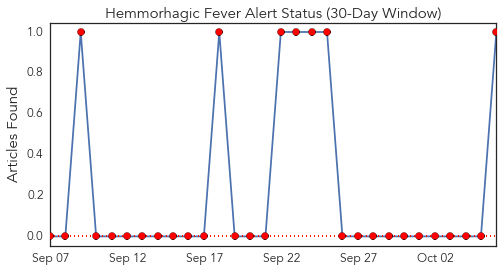 Hemmorhagic Fever Alert Status (30-Day Window)
Articles Found
1.0
0.8
0.6
0.4
0.2
0.0
Sep 07 Sep 12 Sep 17 Sep 22 Sep 27 Oct 02